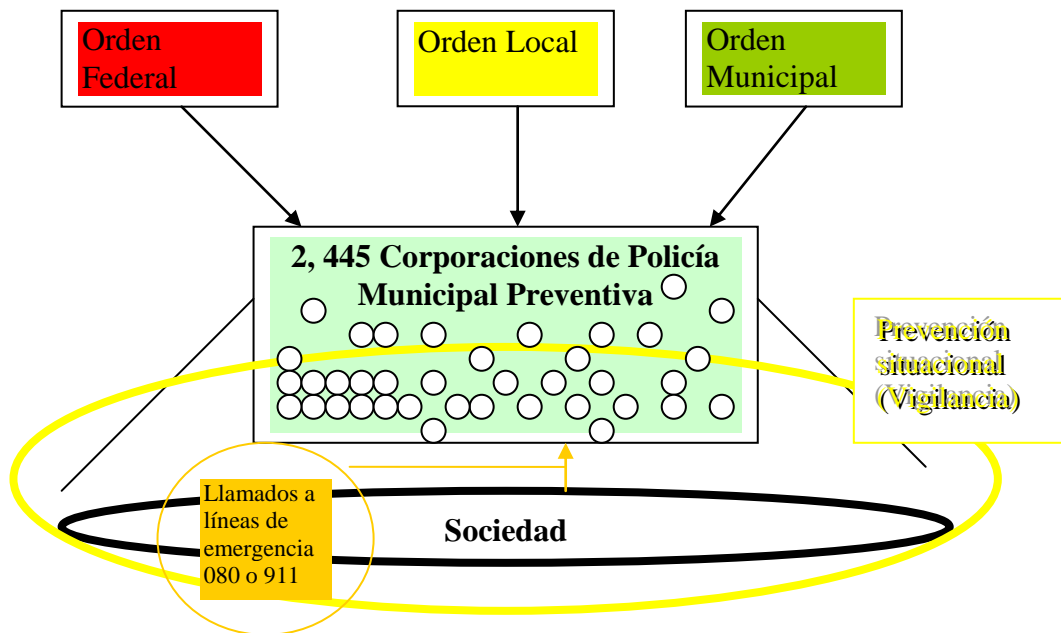 Orden
Federal
Orden Local
Orden
Municipal
2, 445 Corporaciones de Policía
Municipal Preventiva
Prevención
situacional
(Vigilancia)
Llamados a
líneas de
emergencia
080 o 911
Sociedad